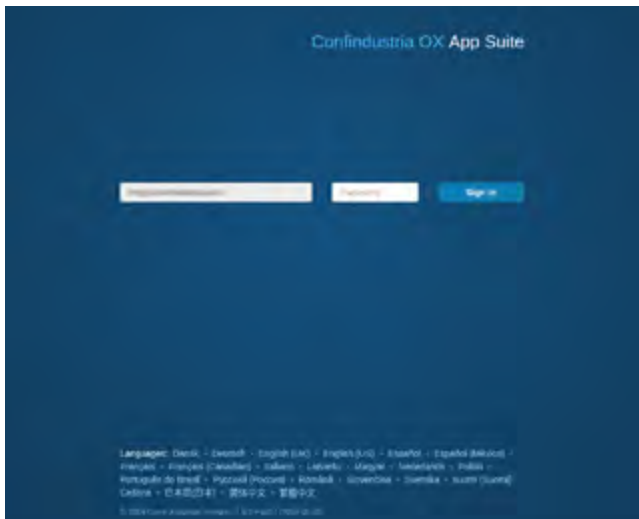 Confindustria OX App Suite
Password
Sign in
Languages: Dansk • Deutsch • English (UK) • English (US) • Español • Español (México) •
Français • Français (Canadien) • Italiano • Latviešu • Magyar • Nederlands • Polski •
Português do Brasil • Русский (Россия) • Română • Slovenčina • Svenska • Suomi (Suomi)
Čeština • 日本語(日本) • 简体中文 • 繁體中文